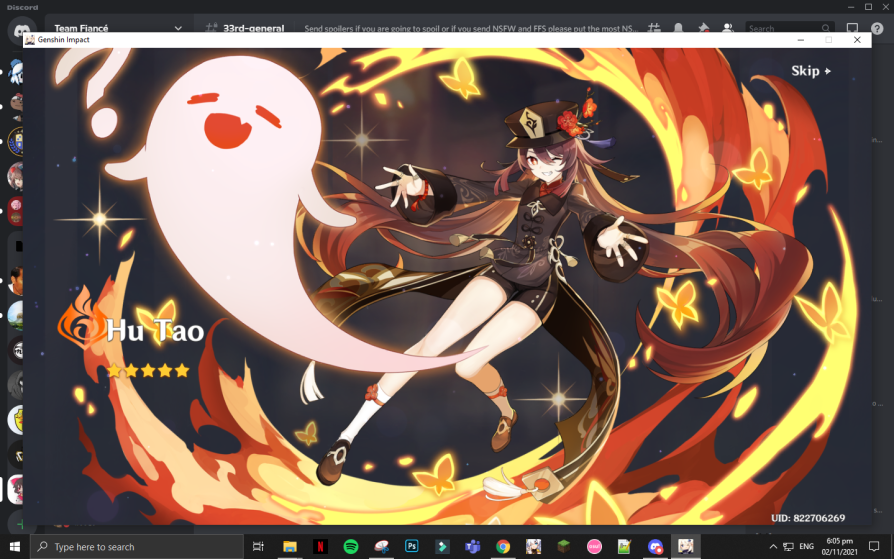 Discord
Team Fiancé
33rd-general
Send spoilers if you are going to spoil or if you send NSFW and FFS please put the most NS...
Search
Genshin Impact
Skip
Hu Tao
UID: 822706269
Type here to search
N
Ps
ENG
6:05 pm
02/11/2021